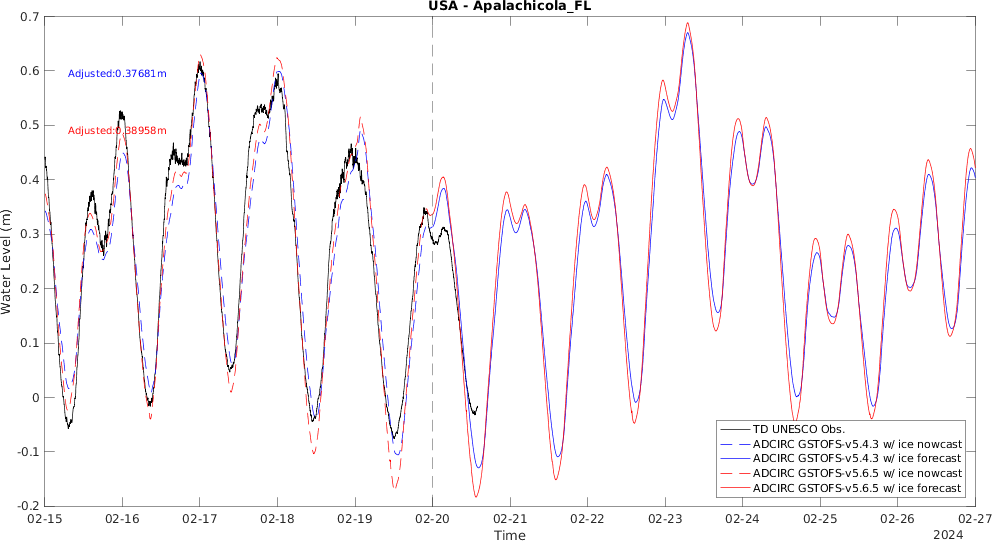 USA - Apalachicola_FL
0.7
0.6
0.5
0.4
0.3
0.2
0.1
0
-0.1
-0.2
Water Level (m)
Adjusted:0.37681m
Adjusted:0.38958m
TD UNESCO Obs.
ADCIRC GSTOFS-v5.4.3 w/ ice nowcast
ADCIRC GSTOFS-v5.4.3 w/ ice forecast
ADCIRC GSTOFS-v5.6.5 w/ ice nowcast
ADCIRC GSTOFS-v5.6.5 w/ ice forecast
02-15 02-16 02-17 02-18 02-19 02-20 02-21 02-22 02-23 02-24 02-25 02-26 02-27
Time
2024